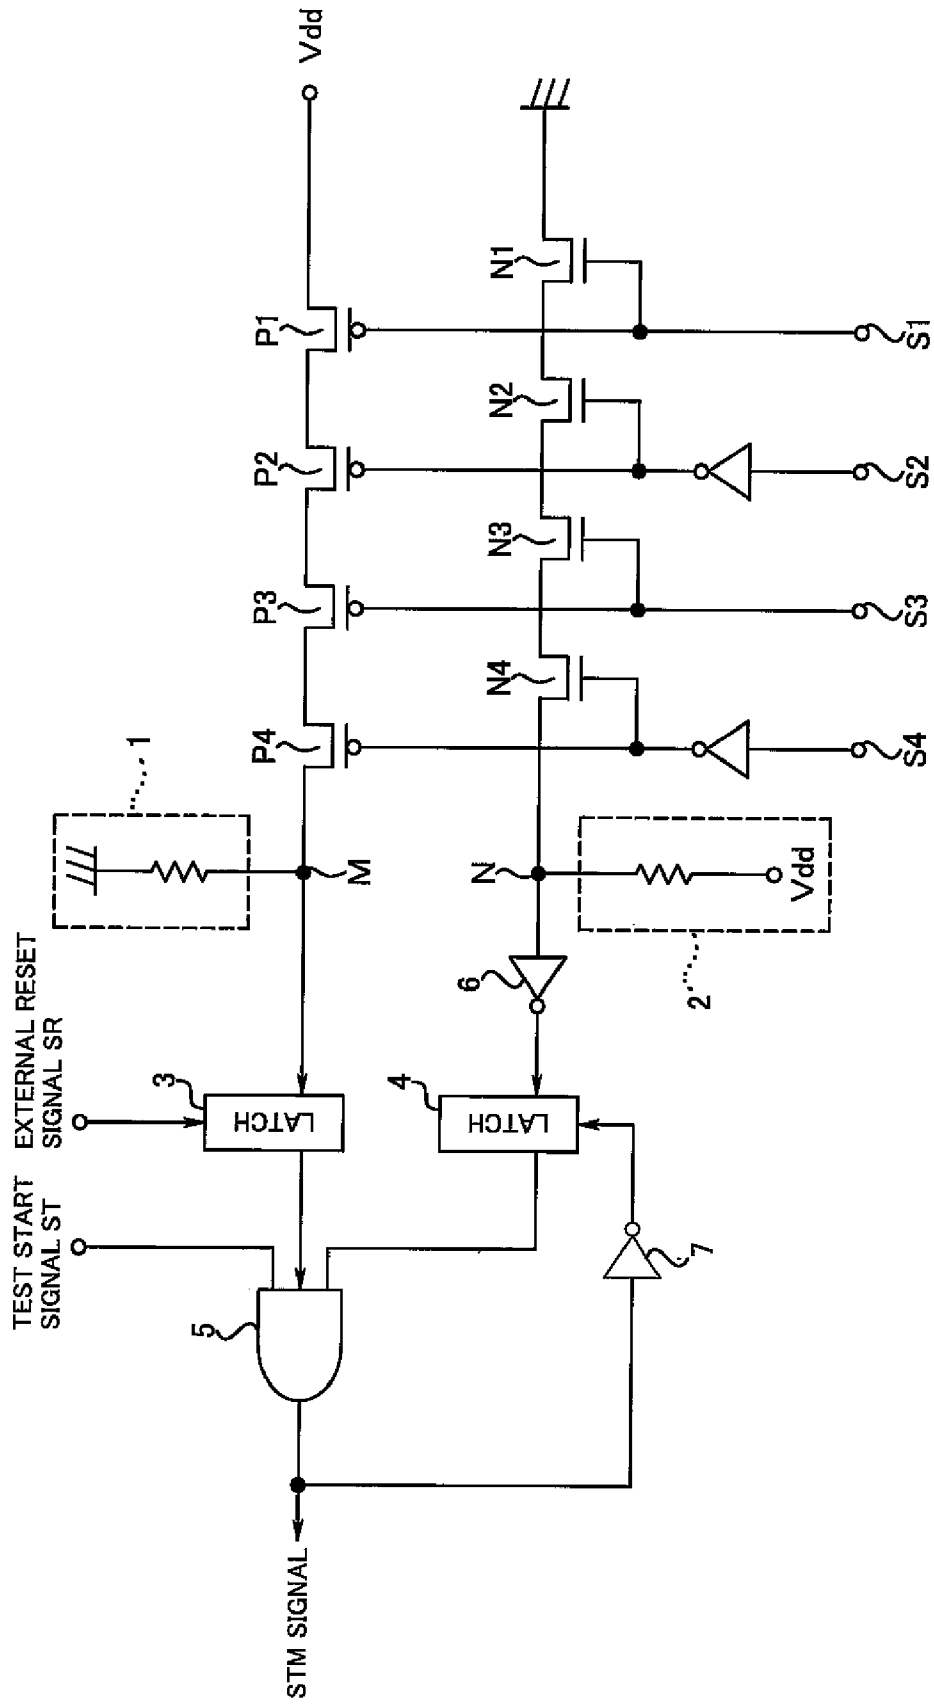 Vdd
P1
P2
P3
P4
N1
N2
N3
N4
S1
S2
S3
S4
1
M
N
Vdd
2
6
EXTERNAL RESET
SIGNAL SR
3
LATCH
4
LATCH
TEST START
SIGNAL ST
5
7
STM SIGNAL